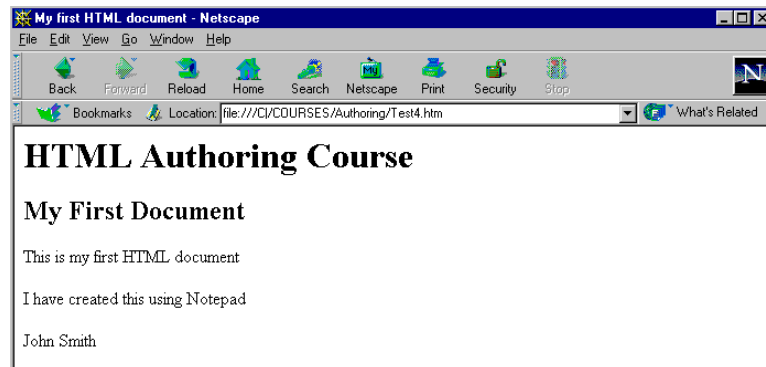 My first HTML document - Netscape
File Edit View Go Window Help
My
N
Back Forward Reload Home Search Netscape Print Security Stop
Bookmarks Location: file:///C|/COURSES/Authoring/Test4.htm What's Related
HTML Authoring Course
My First Document
This is my first HTML document
I have created this using Notepad
John Smith